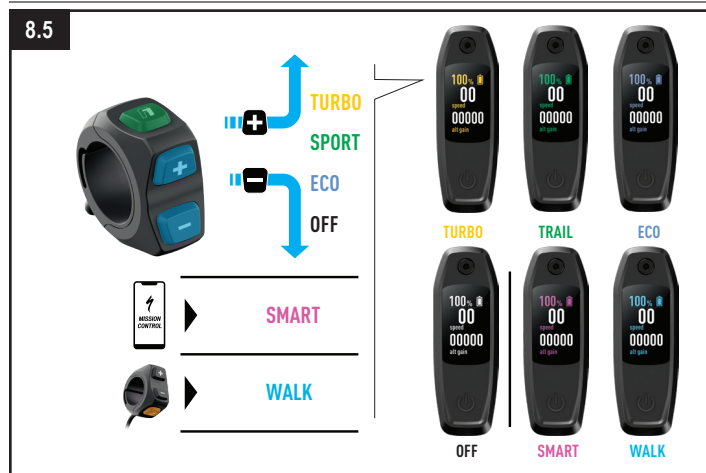 8.5
+
-
TURBO
SPORT
ECO
OFF
+
-
MISSION
CONTROL
SMART
WALK
100%
00
speed
00000
alt gain
TURBO
100%
00
speed
00000
alt gain
TRAIL
100%
00
speed
00000
alt gain
ECO
100%
00
speed
00000
alt gain
OFF
100%
00
speed
00000
alt gain
SMART
100%
00
speed
00000
alt gain
WALK